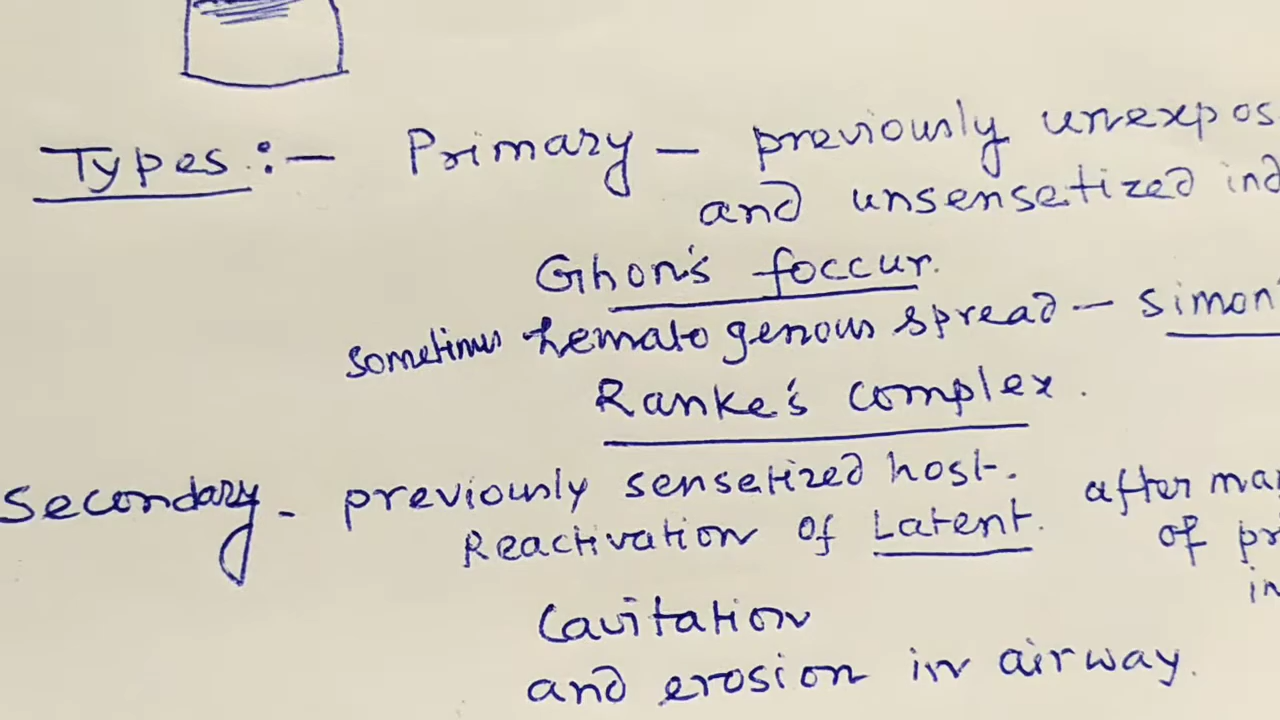 Types :- Primary - previously unexpos
and unsensetized ind
Ghon's foccur.
sometimes hematogenous spread - simon'
Ranke's complex.
Secondary - previously sensetized host.
Reactivation of Latent. after man
of pr
in
Cavitation
and erosion in airway.